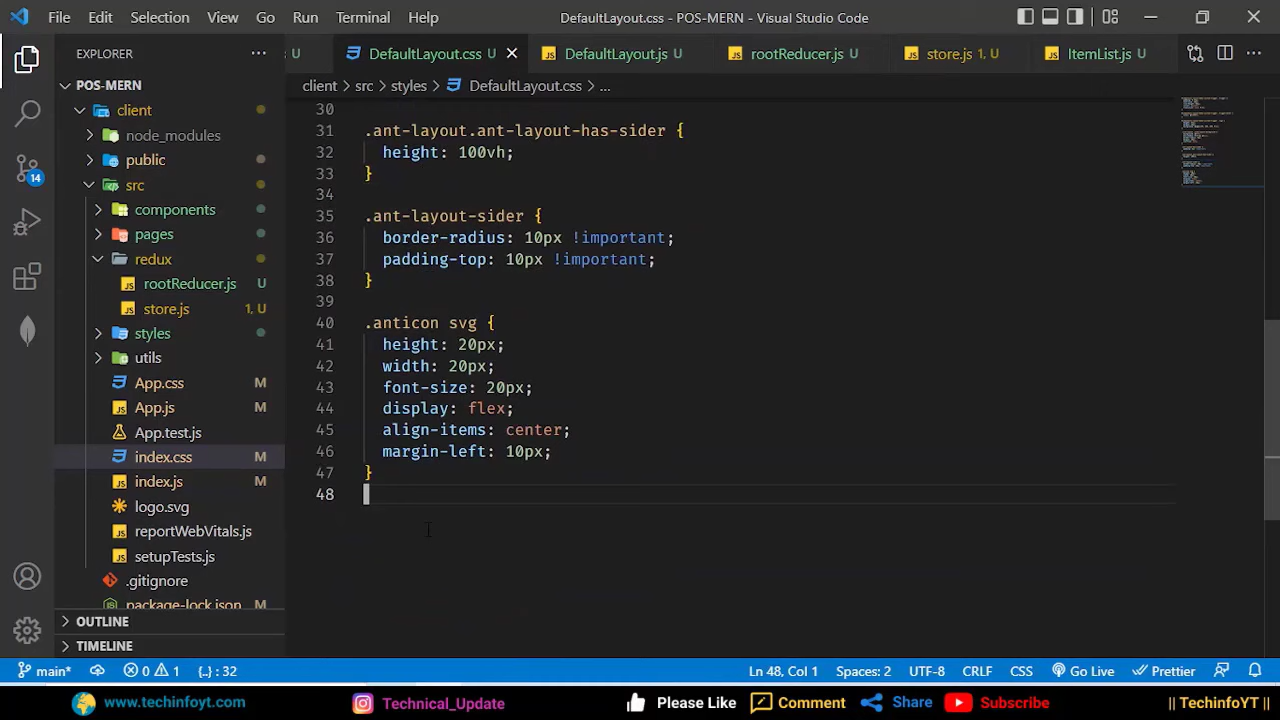 File Edit Selection View Go Run Terminal Help DefaultLayout.css - POS-MERN - Visual Studio Code
EXPLORER
U
DefaultLayout.css U
DefaultLayout.js U
rootReducer.js U
store.js 1, U
ItemList.js U
client > src > styles > DefaultLayout.css > ...
POS-MERN
client
node_modules
public
src
components
pages
redux
rootReducer.js U
store.js 1, U
styles
utils
App.css M
App.js M
App.test.js
index.css M
index.js M
logo.svg
reportWebVitals.js
setupTests.js
.gitignore
package-lock.json M
OUTLINE
TIMELINE
14
30
31 .ant-layout.ant-layout-has-sider {
32 height: 100vh;
33 }
34
35 .ant-layout-sider {
36 border-radius: 10px !important;
37 padding-top: 10px !important;
38 }
39
40 .anticon svg {
41 height: 20px;
42 width: 20px;
43 font-size: 20px;
44 display: flex;
45 align-items: center;
46 margin-left: 10px;
47 }
48
main* 0 1 {..} : 32 Ln 48, Col 1 Spaces: 2 UTF-8 CRLF CSS Go Live Prettier
www.techinfoyt.com Technical_Update Please Like Comment Share Subscribe || TechinfoYT ||